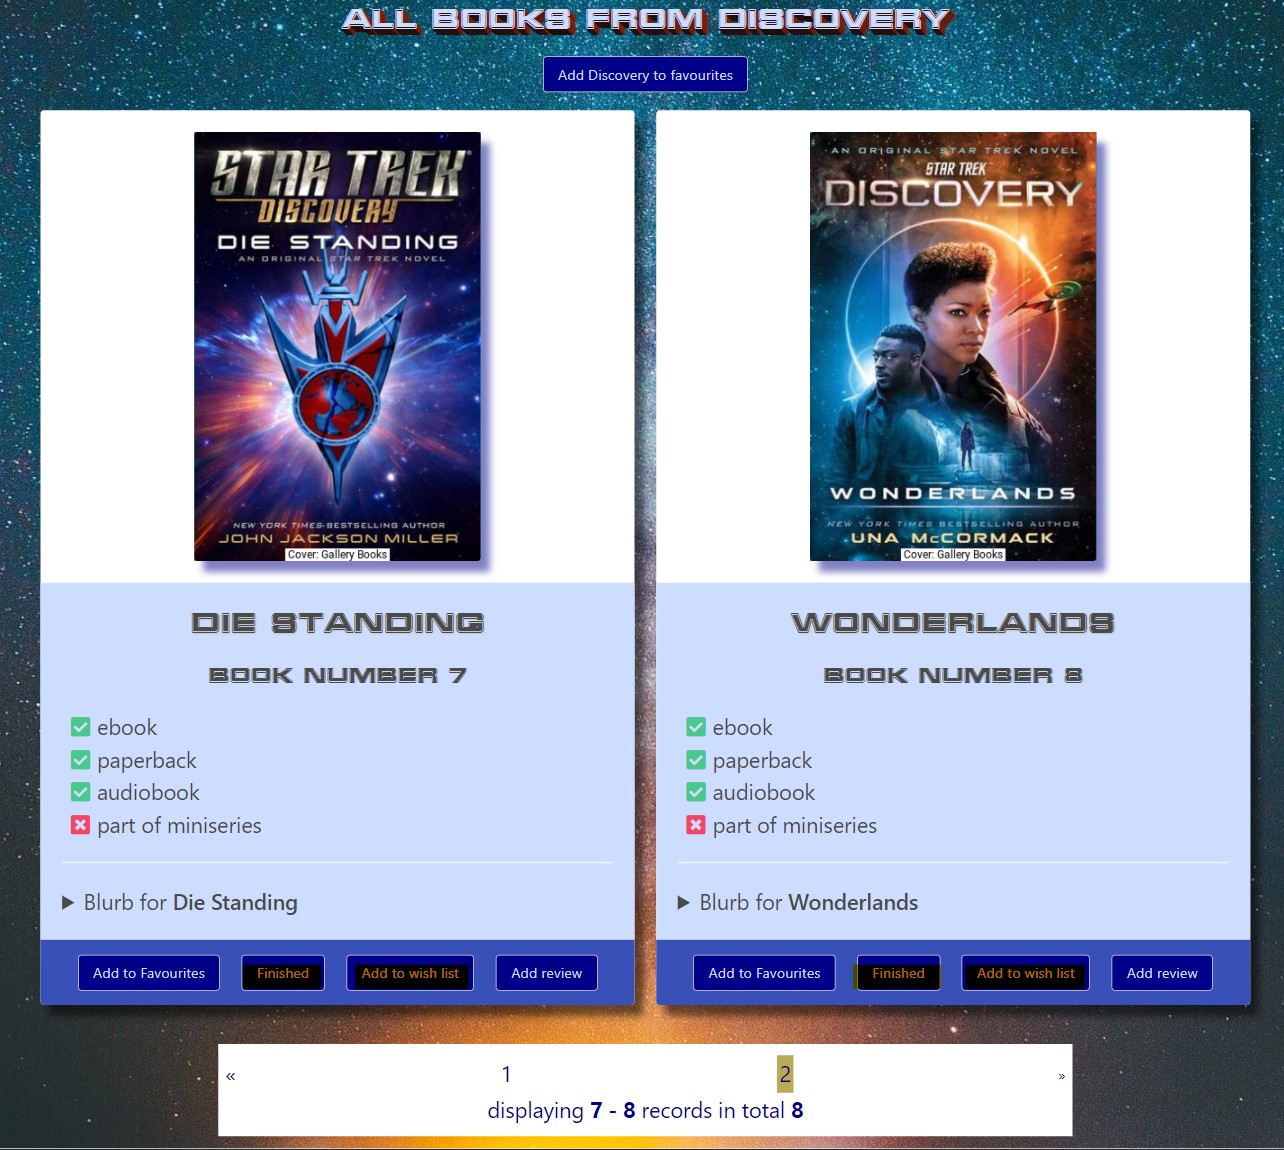 ALL BOOKS FROM DISCOVERY
Add Discovery to favourites
STAR TREK
DISCOVERY
DIE STANDING
AN ORIGINAL STAR TREK NOVEL
NEW YORK TIMES-BESTSELLING AUTHOR
JOHN JACKSON MILLER
Cover: Gallery Books
DIE STANDING
BOOK NUMBER 7
ebook
paperback
audiobook
part of miniseries
Blurb for Die Standing
Add to Favourites
Finished
Add to wish list
Add review
AN ORIGINAL STAR TREK NOVEL
STAR TREK
DISCOVERY
WONDERLANDS
NEW YORK TIMES BESTSELLING AUTHOR
UNA McCORMACK
Cover: Gallery Books
WONDERLANDS
BOOK NUMBER 8
ebook
paperback
audiobook
part of miniseries
Blurb for Wonderlands
Add to Favourites
Finished
Add to wish list
Add review
« 1 2 »
displaying 7 - 8 records in total 8